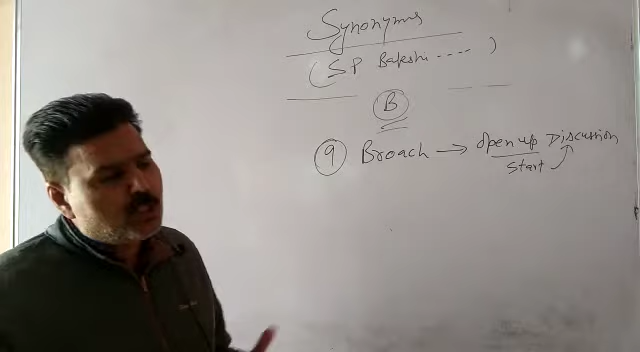 Synonyms
(SP Bakshi ---- )
B
9 Broach → Open up Discussion
Start